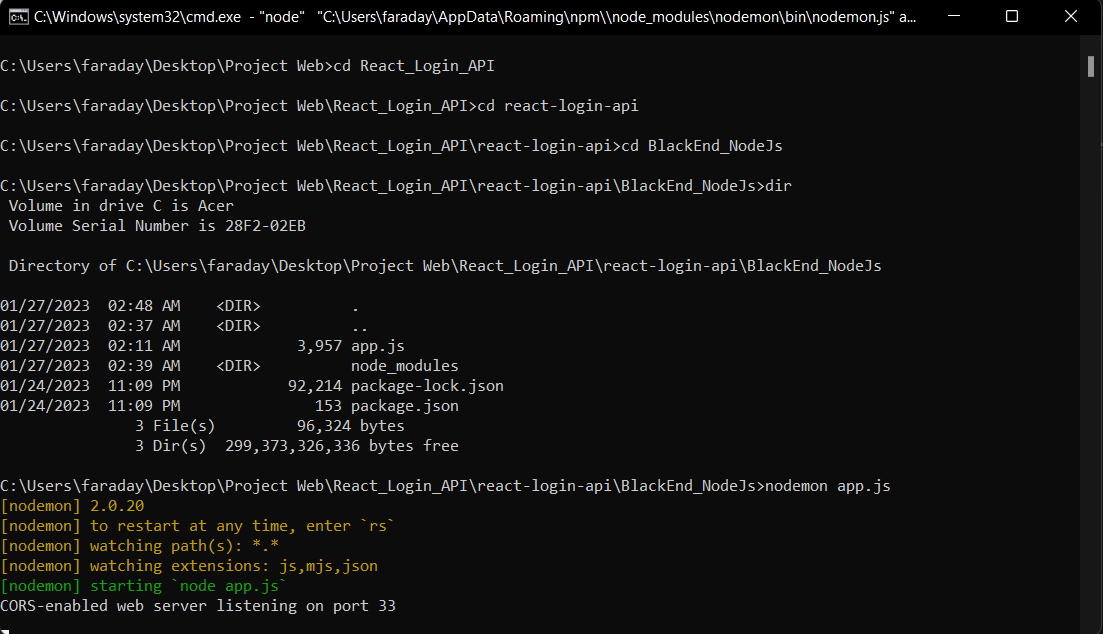 C:\Windows\system32\cmd.exe - "node" "C:\Users\faraday\AppData\Roaming\npm\\node_modules\nodemon\bin\nodemon.js" a...
C:\Users\faraday\Desktop\Project Web>cd React_Login_API
C:\Users\faraday\Desktop\Project Web\React_Login_API>cd react-login-api
C:\Users\faraday\Desktop\Project Web\React_Login_API\react-login-api>cd BlackEnd_NodeJs
C:\Users\faraday\Desktop\Project Web\React_Login_API\react-login-api\BlackEnd_NodeJs>dir
Volume in drive C is Acer
Volume Serial Number is 28F2-02EB
Directory of C:\Users\faraday\Desktop\Project Web\React_Login_API\react-login-api\BlackEnd_NodeJs
01/27/2023  02:48 AM    <DIR>          .
01/27/2023  02:37 AM    <DIR>          ..
01/27/2023  02:11 AM             3,957 app.js
01/27/2023  02:39 AM    <DIR>          node_modules
01/24/2023  11:09 PM            92,214 package-lock.json
01/24/2023  11:09 PM               153 package.json
3 File(s)         96,324 bytes
3 Dir(s)  299,373,326,336 bytes free
C:\Users\faraday\Desktop\Project Web\React_Login_API\react-login-api\BlackEnd_NodeJs>nodemon app.js
[nodemon] 2.0.20
[nodemon] to restart at any time, enter `rs`
[nodemon] watching path(s): *.*
[nodemon] watching extensions: js,mjs,json
[nodemon] starting `node app.js`
CORS-enabled web server listening on port 33